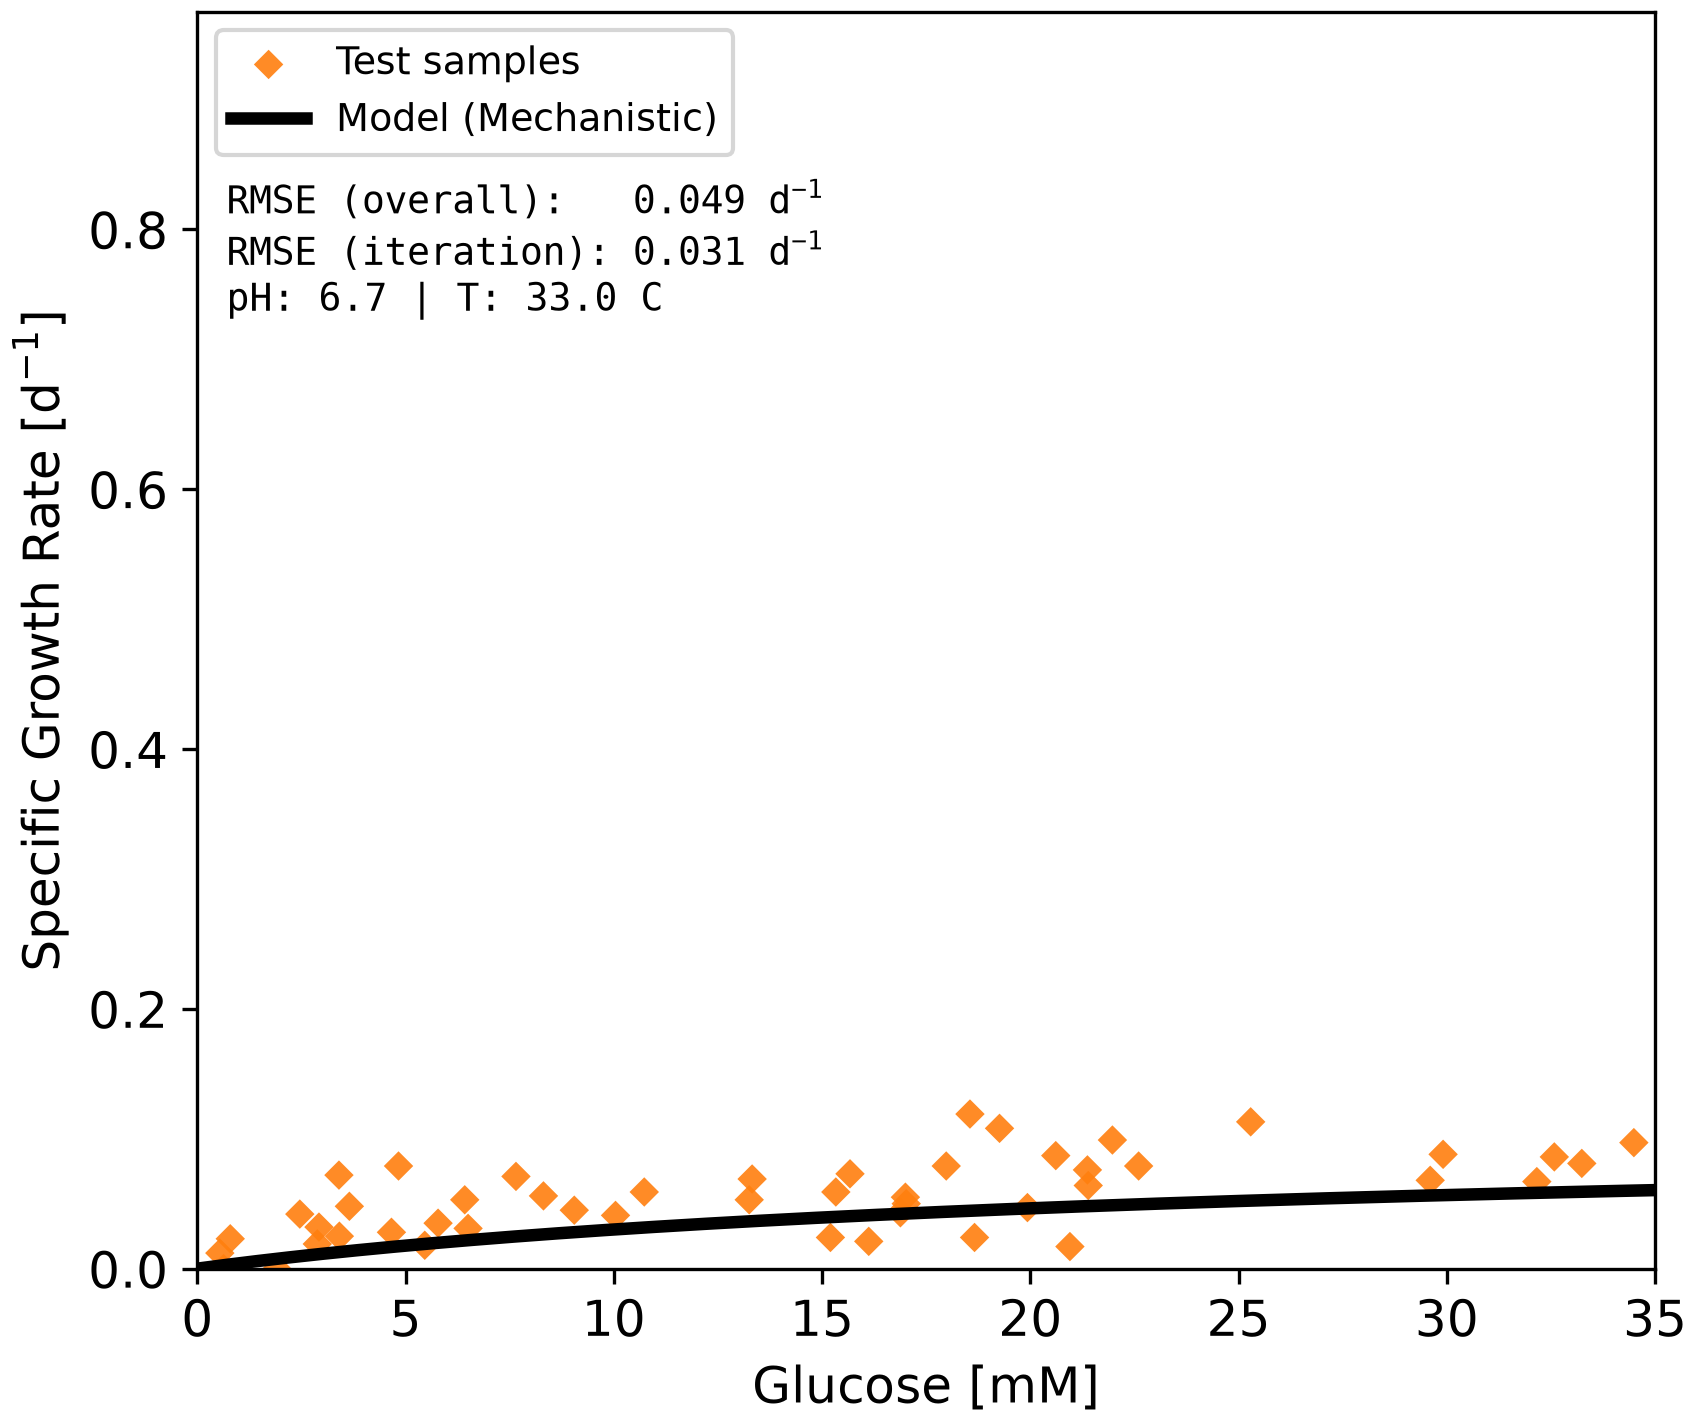 Test samples
Model (Mechanistic)
RMSE (overall): 0.049 d⁻¹
RMSE (iteration): 0.031 d⁻¹
pH: 6.7 | T: 33.0 C
0.8
0.6
0.4
0.2
0.0
Specific Growth Rate [d⁻¹]
0 5 10 15 20 25 30 35
Glucose [mM]